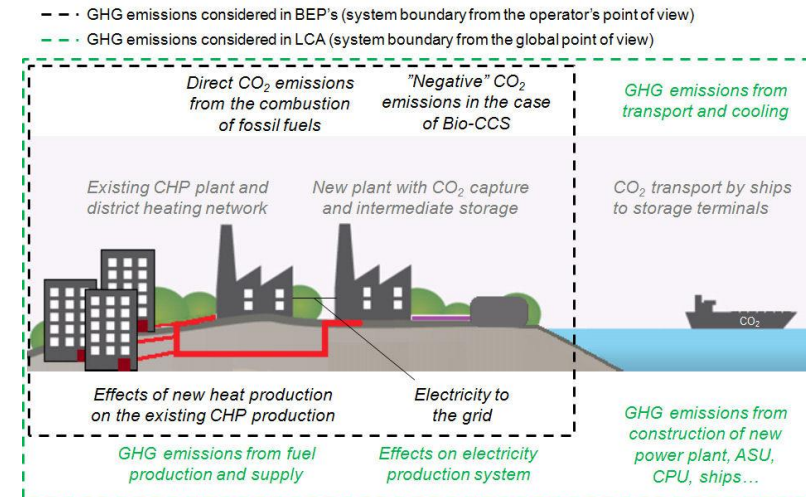 GHG emissions considered in BEP's (system boundary from the operator's point of view)
GHG emissions considered in LCA (system boundary from the global point of view)
Direct CO₂ emissions
from the combustion
of fossil fuels
"Negative" CO₂
emissions in the case
of Bio-CCS
GHG emissions from
transport and cooling
Existing CHP plant and
district heating network
New plant with CO₂ capture
and intermediate storage
CO₂ transport by ships
to storage terminals
CO₂
Effects of new heat production
on the existing CHP production
Electricity to
the grid
GHG emissions from fuel
production and supply
Effects on electricity
production system
GHG emissions from
construction of new
power plant, ASU,
CPU, ships…